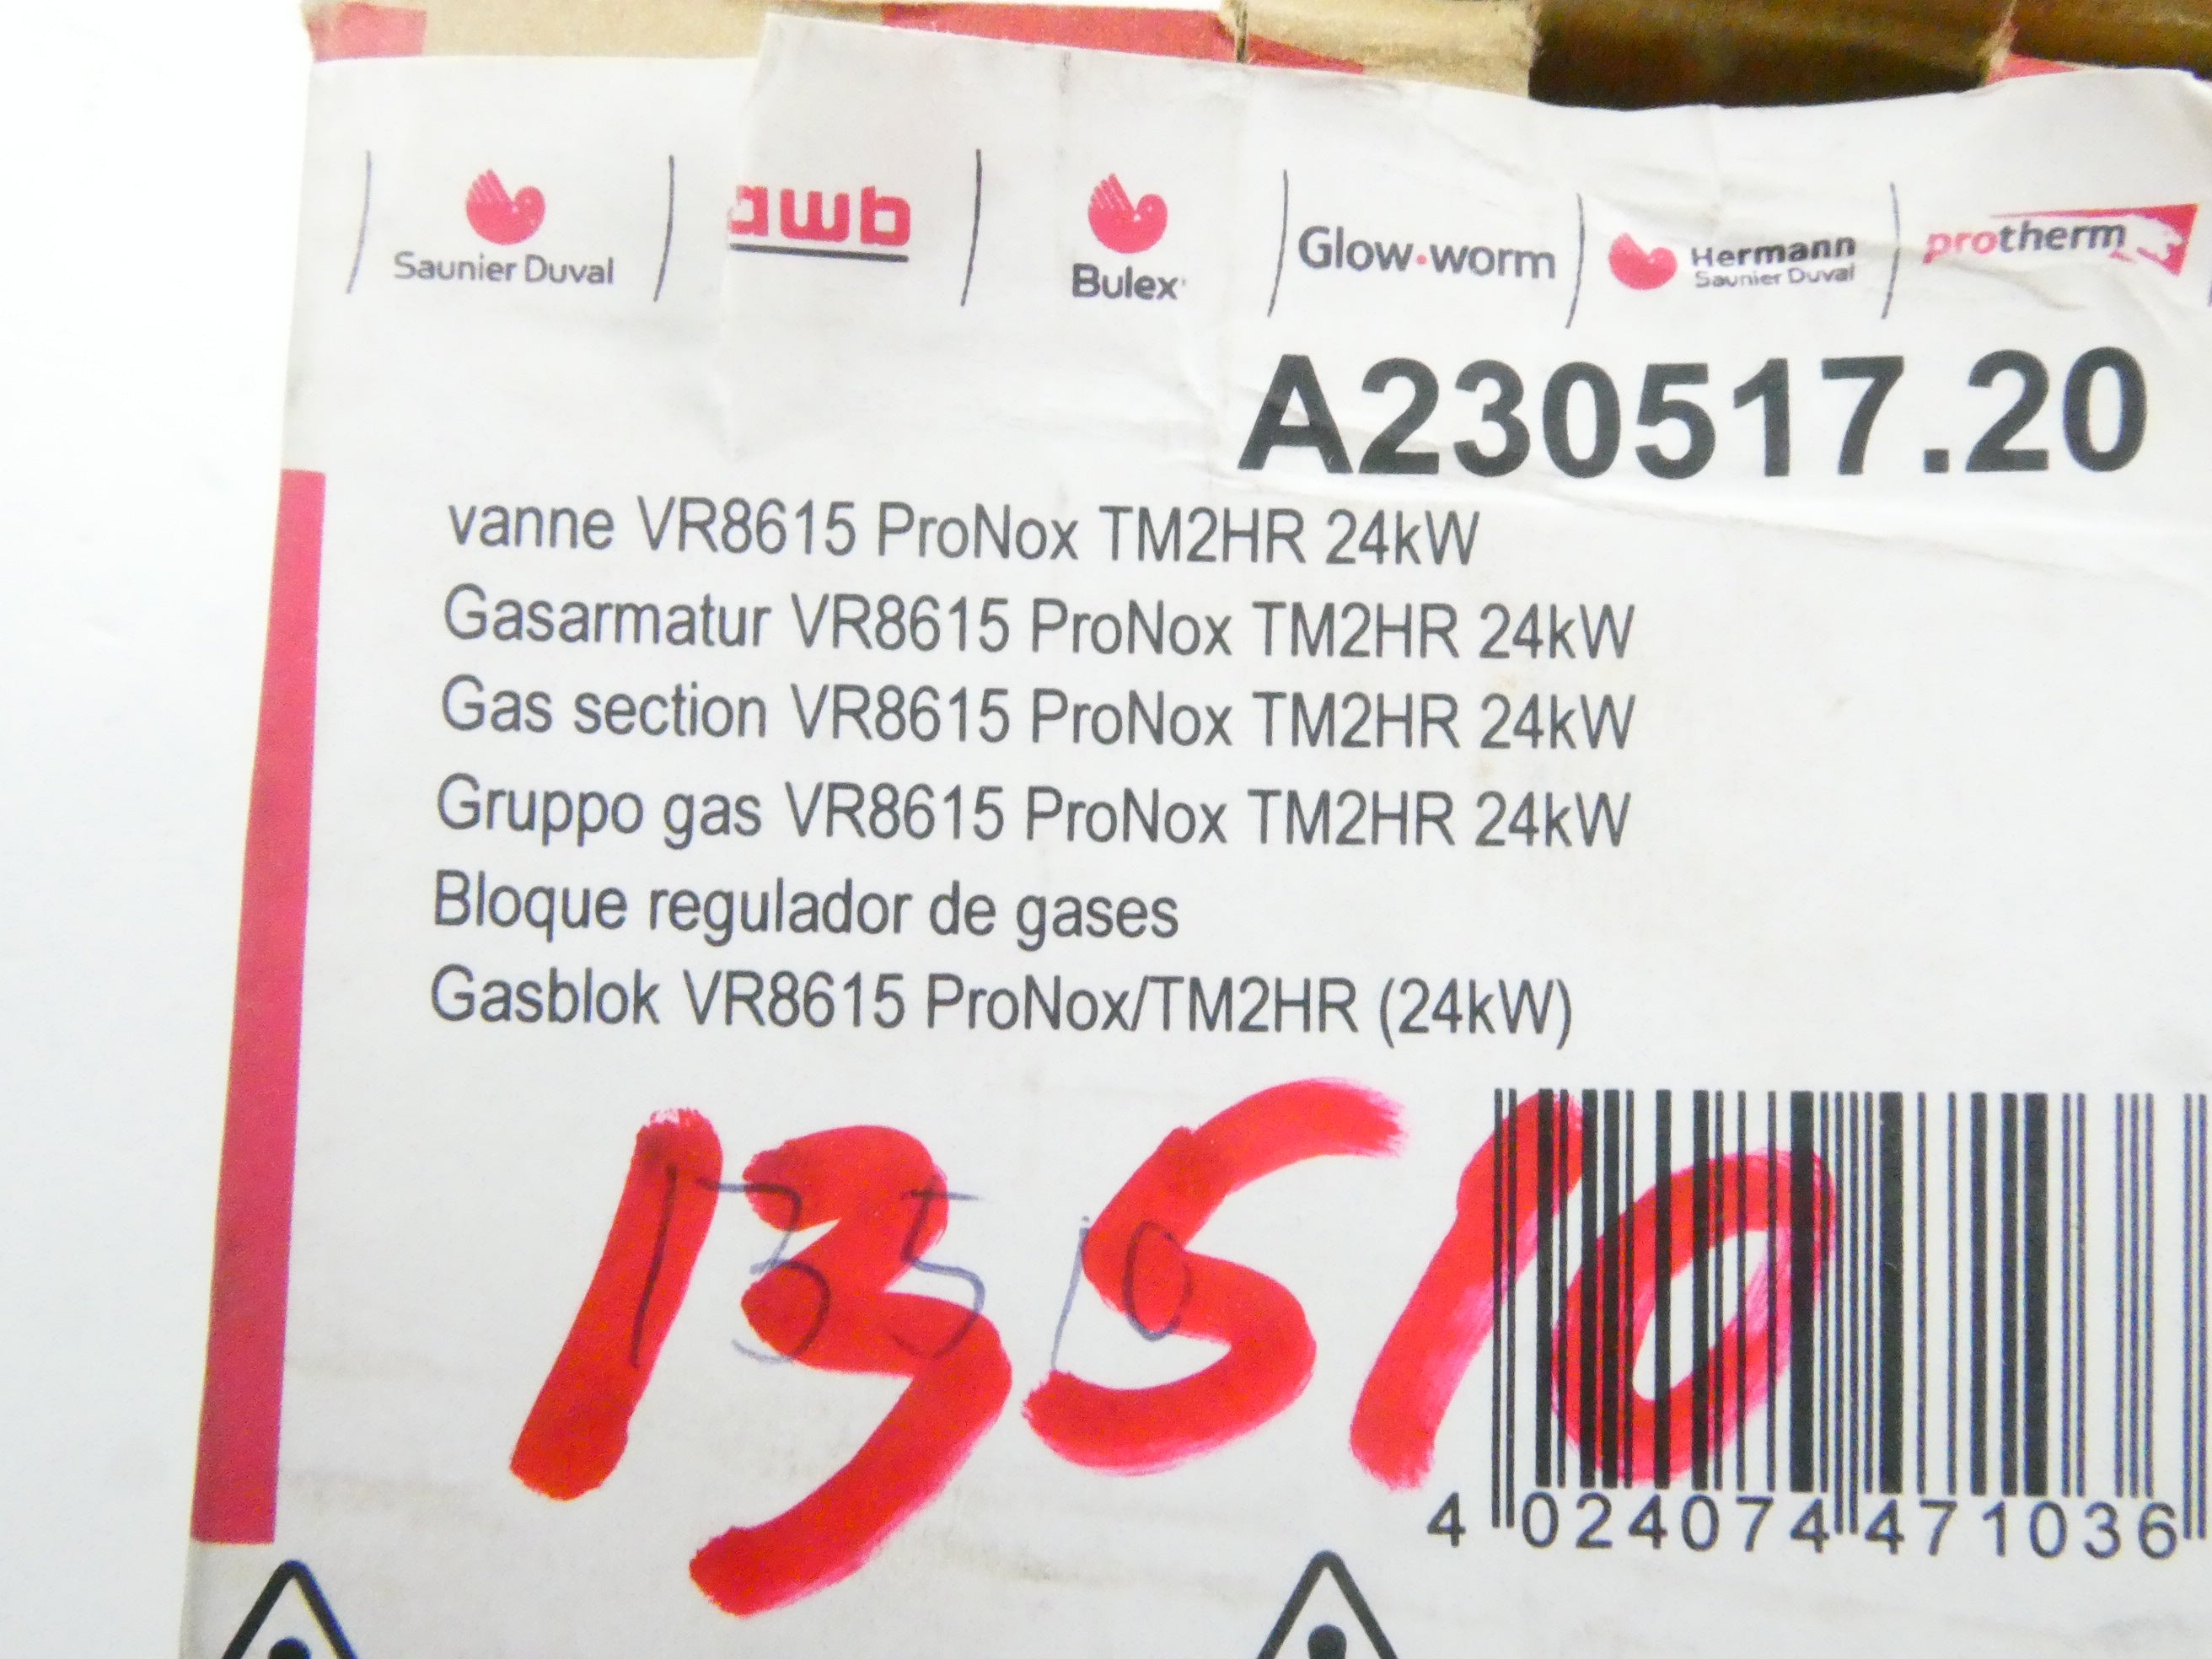 Saunier Duval awb Bulex Glow-worm Hermann Saunier Duval protherm
A230517.20
vanne VR8615 ProNox TM2HR 24kW
Gasarmatur VR8615 ProNox TM2HR 24kW
Gas section VR8615 ProNox TM2HR 24kW
Gruppo gas VR8615 ProNox TM2HR 24kW
Bloque regulador de gases
Gasblok VR8615 ProNox/TM2HR (24kW)
13510
13510
4 024074 471036